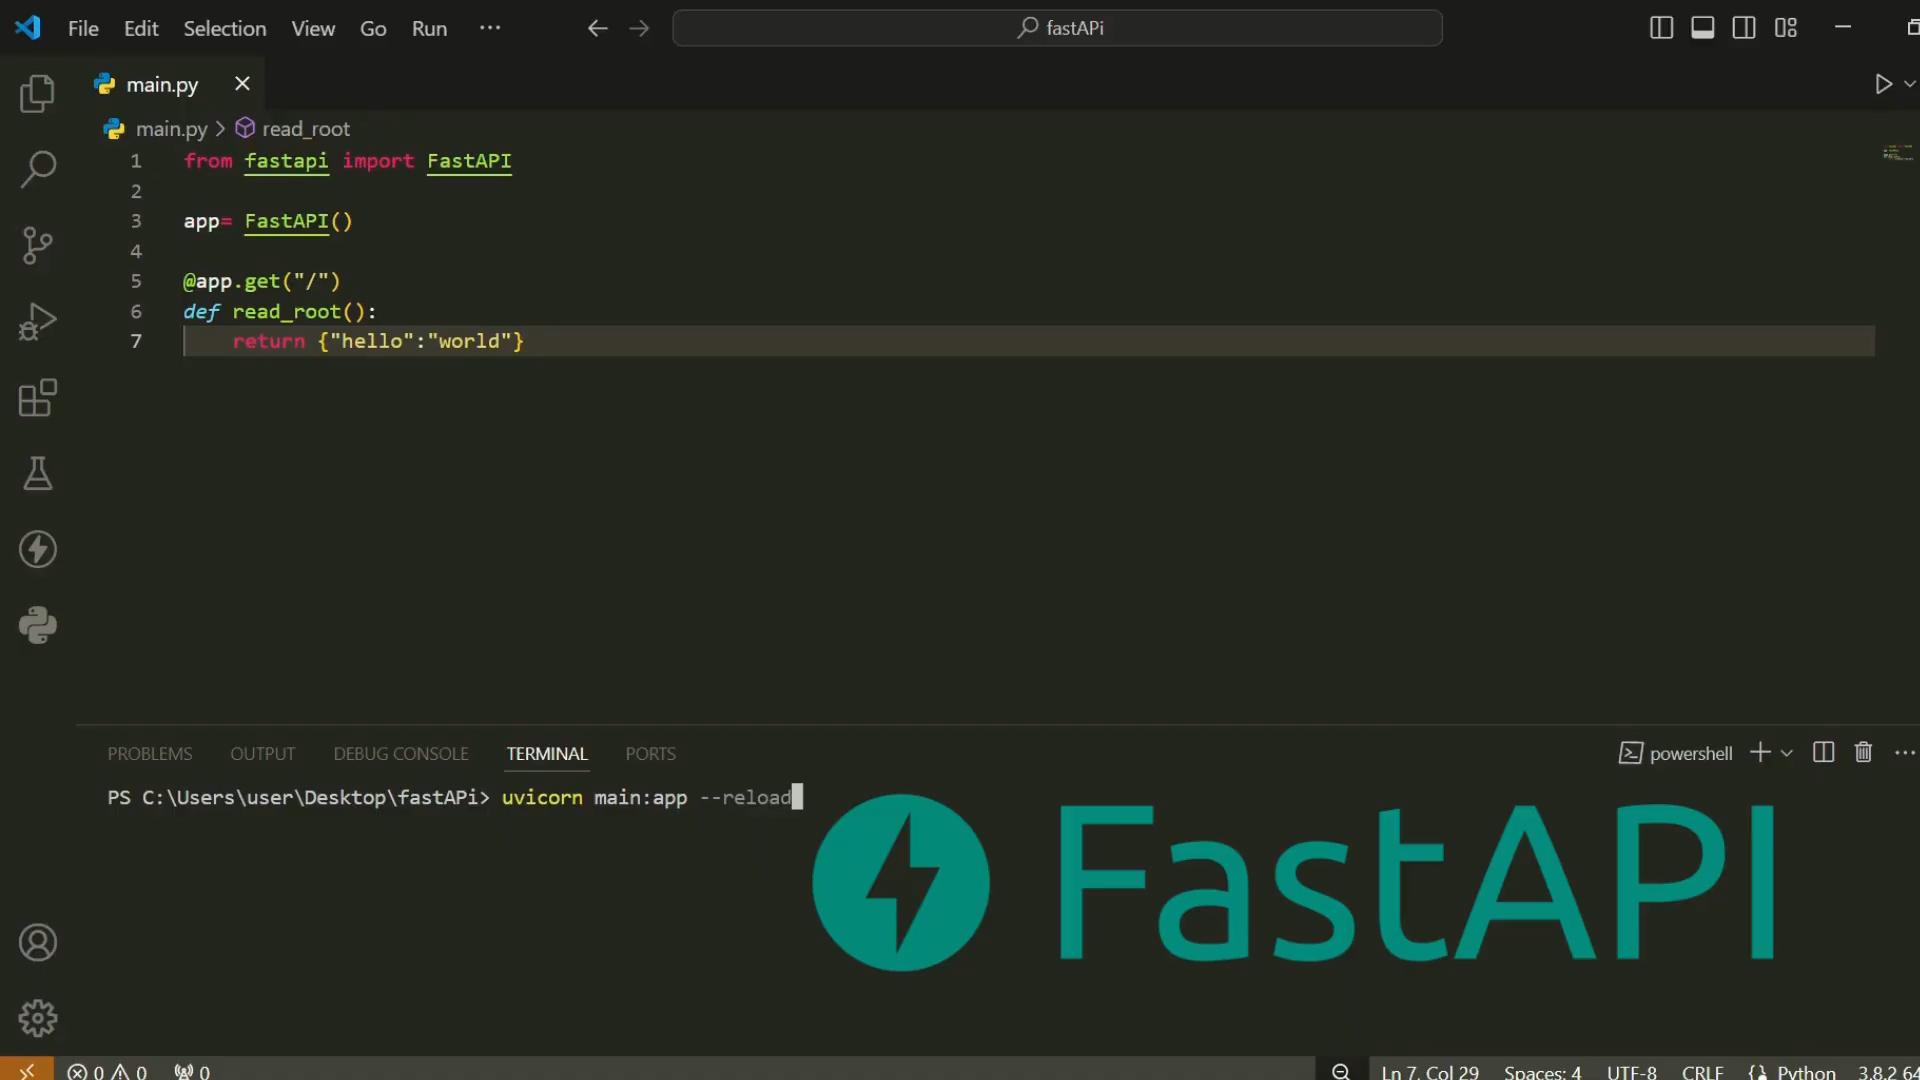 File Edit Selection View Go Run ... fastAPi
main.py
main.py > read_root
1 from fastapi import FastAPI
2
3 app= FastAPI()
4
5 @app.get("/")
6 def read_root():
7 return {"hello":"world"}
PROBLEMS OUTPUT DEBUG CONSOLE TERMINAL PORTS powershell
PS C:\Users\user\Desktop\fastAPi> uvicorn main:app --reload
FastAPI
0 0 0 Ln 7, Col 29 Spaces: 4 UTF-8 CRLF {} Python 3.8.2 64